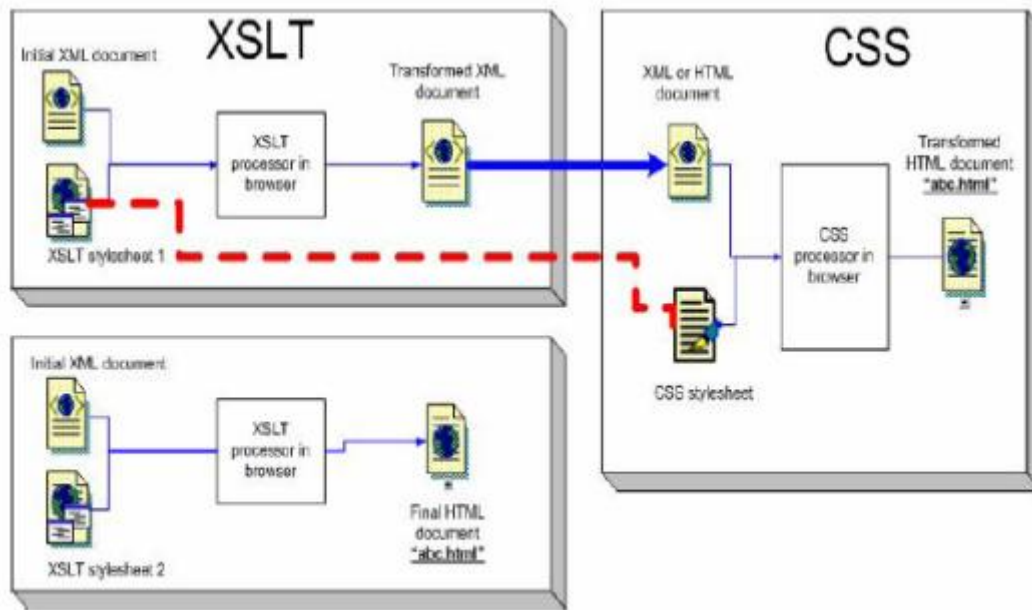 XSLT
Initial XML document
XSLT
processor in
browser
Transformed XML
document
XSLT stylesheet 1
CSS
XML or HTML
document
CSS
processor in
browser
Transformed
HTML document
"abc.html"
CSS stylesheet
Initial XML document
XSLT
processor in
browser
Final HTML
document
"abc.html"
XSLT stylesheet 2